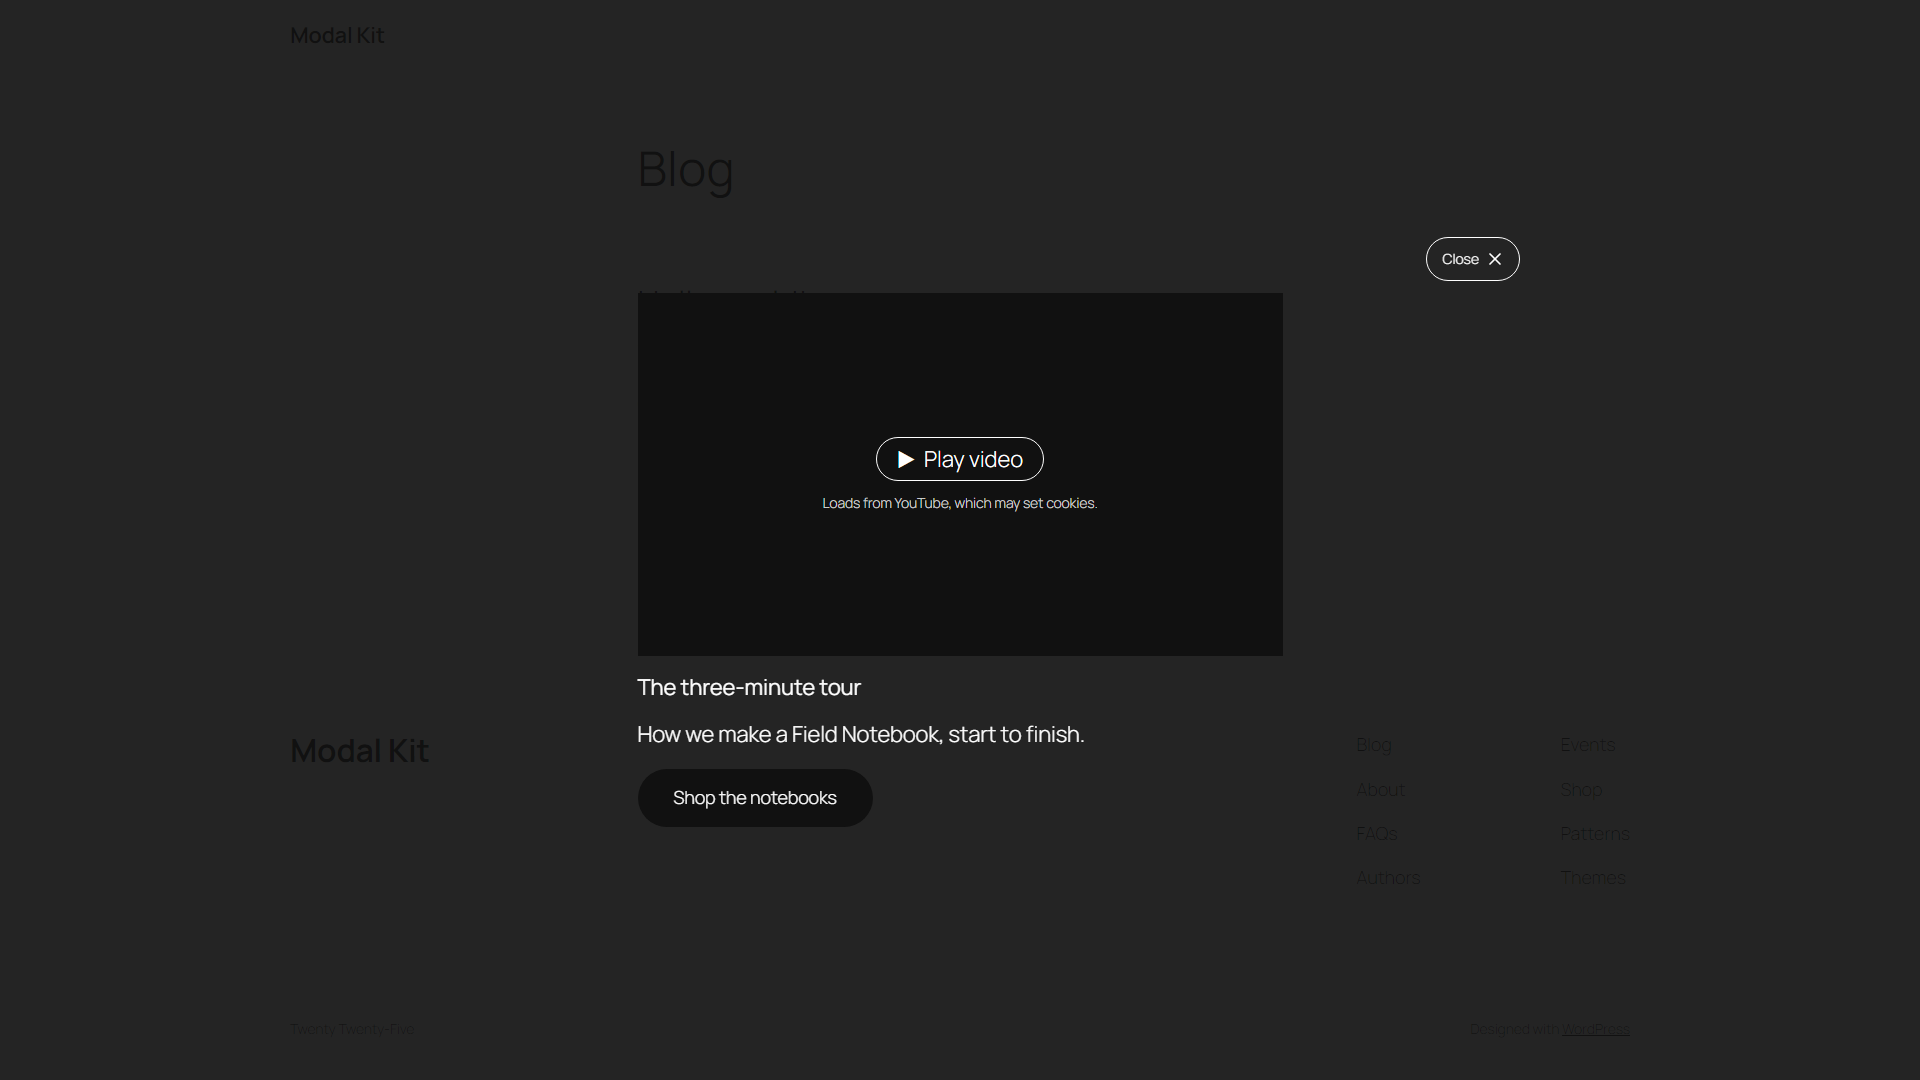 Modal Kit
Blog
Close
Play video
Loads from YouTube, which may set cookies.
The three-minute tour
How we make a Field Notebook, start to finish.
Shop the notebooks
Modal Kit
Blog
About
FAQs
Authors
Events
Shop
Patterns
Themes
Twenty Twenty-Five
Designed with WordPress